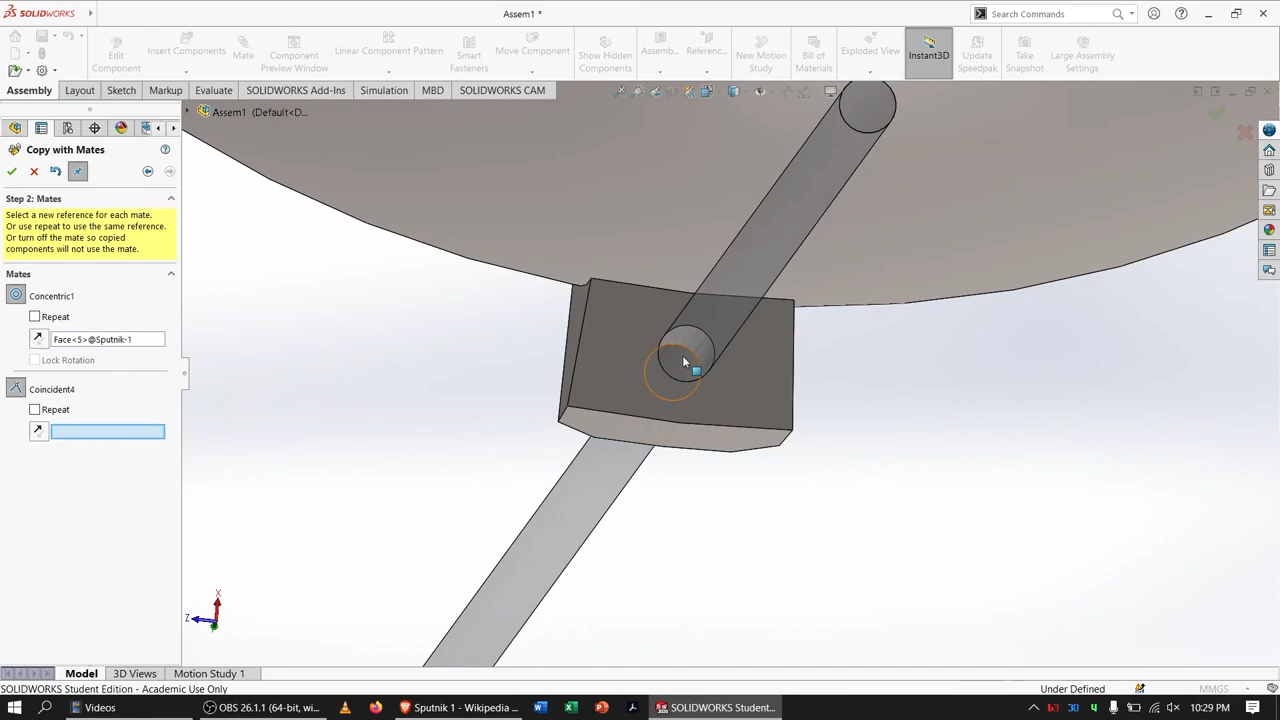 SOLIDWORKS
Assem1 *
Search Commands
Edit Component
Insert Components
Mate
Component Preview Window
Linear Component Pattern
Smart Fasteners
Move Component
Show Hidden Components
Assemb...
Referenc...
New Motion Study
Bill of Materials
Exploded View
Instant3D
Update Speedpak
Take Snapshot
Large Assembly Settings
Assembly
Layout
Sketch
Markup
Evaluate
SOLIDWORKS Add-Ins
Simulation
MBD
SOLIDWORKS CAM
Assem1 (Default<D...
Copy with Mates
Step 2: Mates
Select a new reference for each mate.
Or use repeat to use the same reference.
Or turn off the mate so copied
components will not use the mate.
Mates
Concentric1
Repeat
Face<5>@Sputnik-1
Lock Rotation
Coincident4
Repeat
X
Z
Model
3D Views
Motion Study 1
SOLIDWORKS Student Edition - Academic Use Only
Under Defined
MMGS
Videos
OBS 26.1.1 (64-bit, wi...
Sputnik 1 - Wikipedia ...
SOLIDWORKS Student...
63
30
10:29 PM